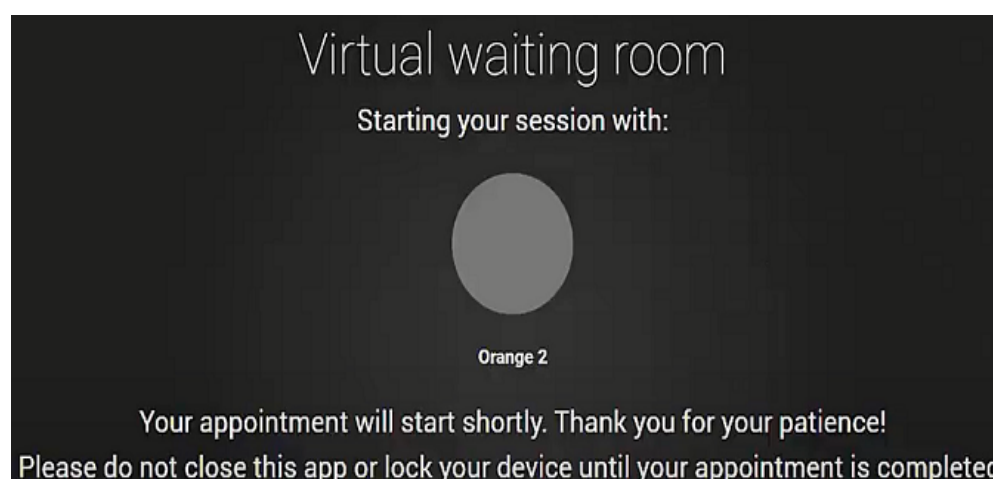 Virtual waiting room
Starting your session with:
Orange 2
Your appointment will start shortly. Thank you for your patience!
Please do not close this app or lock your device until your appointment is completed